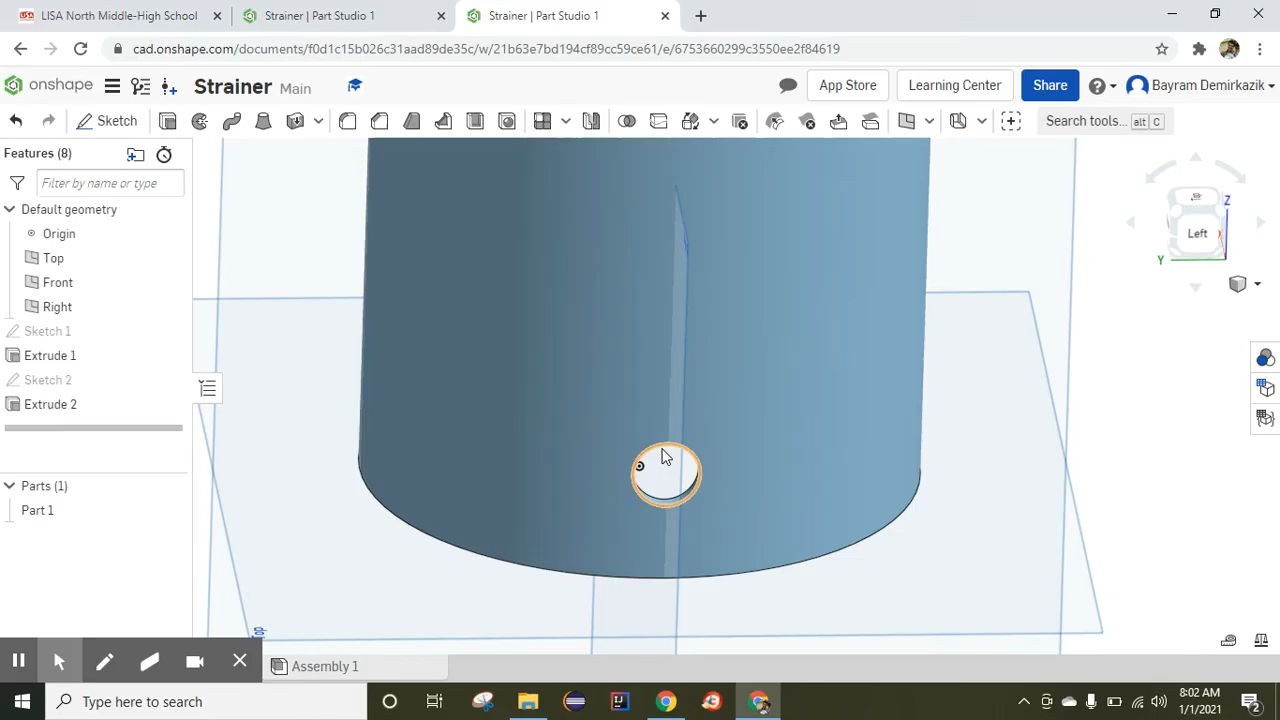 LISA North Middle-High School
Strainer | Part Studio 1
Strainer | Part Studio 1
cad.onshape.com/documents/f0d1c15b026c31aad89de35c/w/21b63e7bd194cf89cc59ce61/e/6753660299c3550ee2f84619
onshape
Strainer Main
App Store
Learning Center
Share
Bayram Demirkazik
Sketch
Search tools... alt C
Features (8)
Filter by name or type
Default geometry
Origin
Top
Front
Right
Sketch 1
Extrude 1
Sketch 2
Extrude 2
Parts (1)
Part 1
Z
Left
X
Y
Top
Assembly 1
Type here to search
8:02 AM
1/1/2021
2